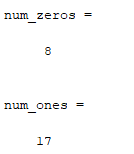 num_zeros =
8
num_ones =
17